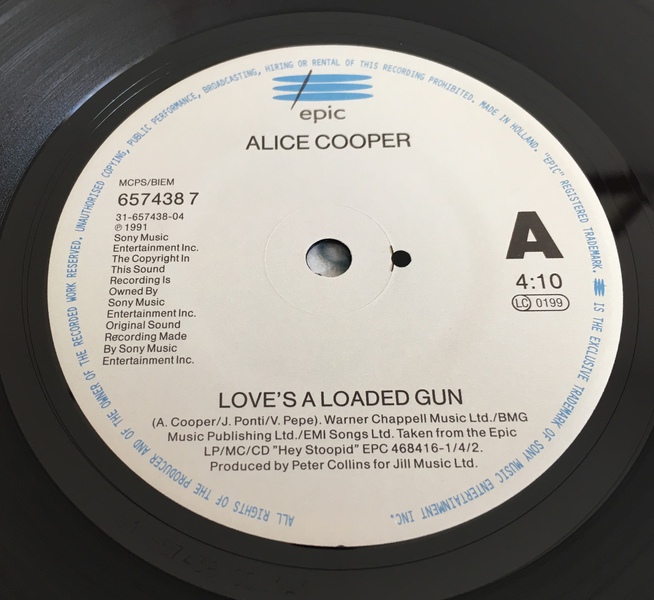 ALL RIGHTS OF THE PRODUCER AND OF THE OWNER OF THE RECORDED WORK RESERVED. UNAUTHORISED COPYING, PUBLIC PERFORMANCE, BROADCASTING, HIRING OR RENTAL OF THIS RECORDING PROHIBITED. MADE IN HOLLAND. "EPIC" REGISTERED TRADEMARK. IS THE EXCLUSIVE TRADEMARK OF SONY MUSIC ENTERTAINMENT INC.
epic
ALICE COOPER
MCPS/BIEM
657438 7
31-657438-04
℗ 1991
Sony Music
Entertainment Inc.
The Copyright In
This Sound
Recording Is
Owned By
Sony Music
Entertainment Inc.
Original Sound
Recording Made
By Sony Music
Entertainment Inc.
A
4:10
LC 0199
LOVE'S A LOADED GUN
(A. Cooper/J. Ponti/V. Pepe). Warner Chappell Music Ltd./BMG
Music Publishing Ltd./EMI Songs Ltd. Taken from the Epic
LP/MC/CD "Hey Stoopid" EPC 468416-1/4/2.
Produced by Peter Collins for Jill Music Ltd.